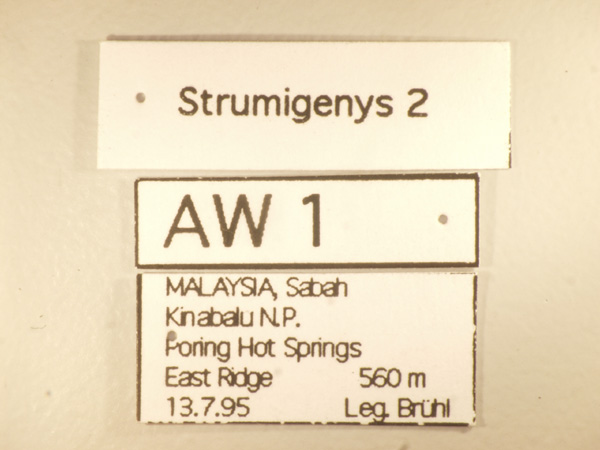 Strumigenys 2
AW 1
MALAYSIA, Sabah
Kinabalu N.P.
Poring Hot Springs
East Ridge 560 m
13.7.95 Leg. Brühl